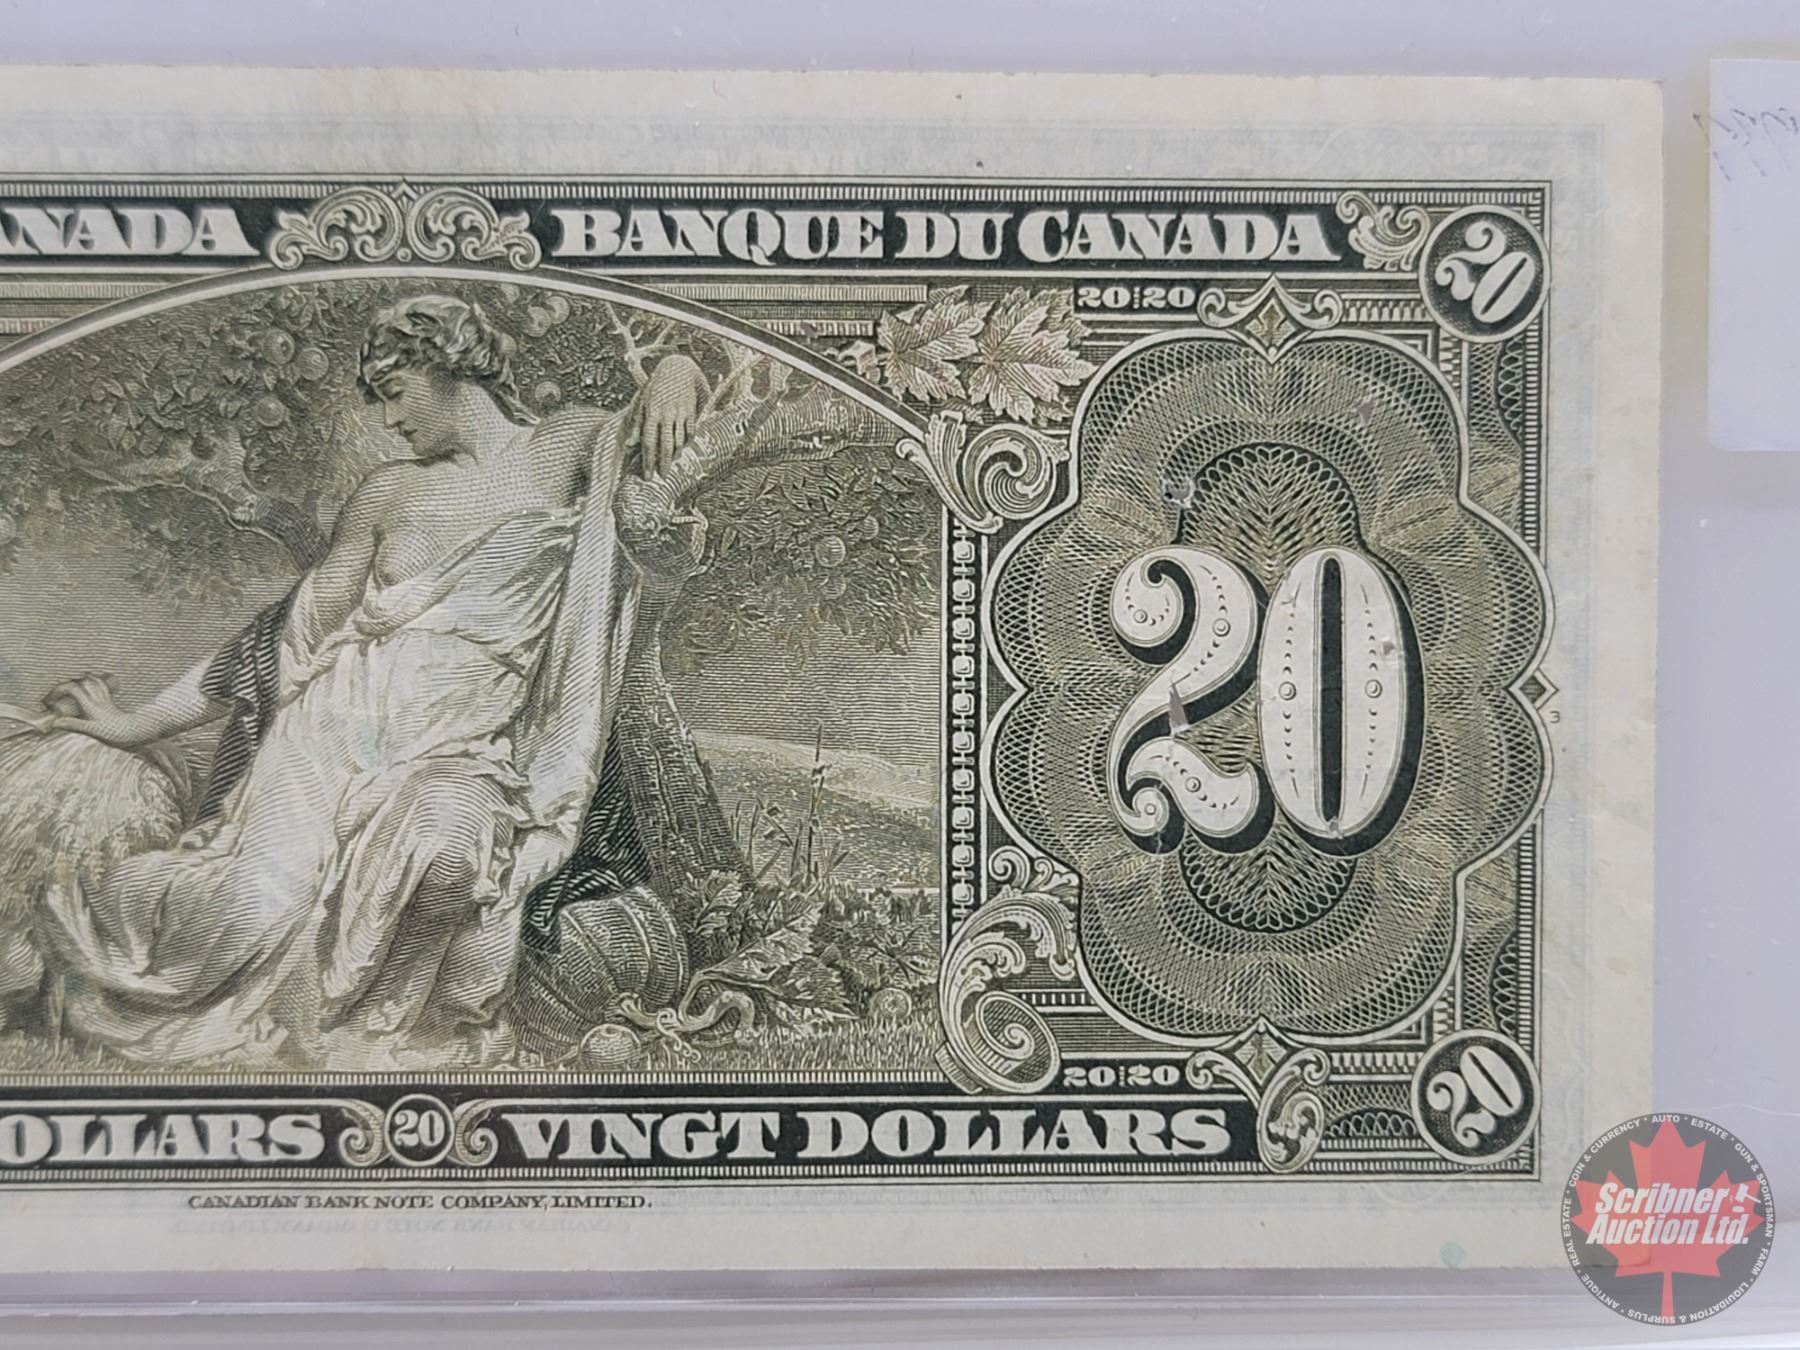 ANADA BANQUE DU CANADA 20
20 20
20
3
20 20
20
OLLARS 20 VINGT DOLLARS
CANADIAN BANK NOTE COMPANY, LIMITED.
Scribner
Auction Ltd.
COIN & CURRENCY · AUTO · ESTATE · GUN & SPORTSMAN · FARM · LIQUIDATION & SURPLUS · ANTIQUE · REAL ESTATE ·